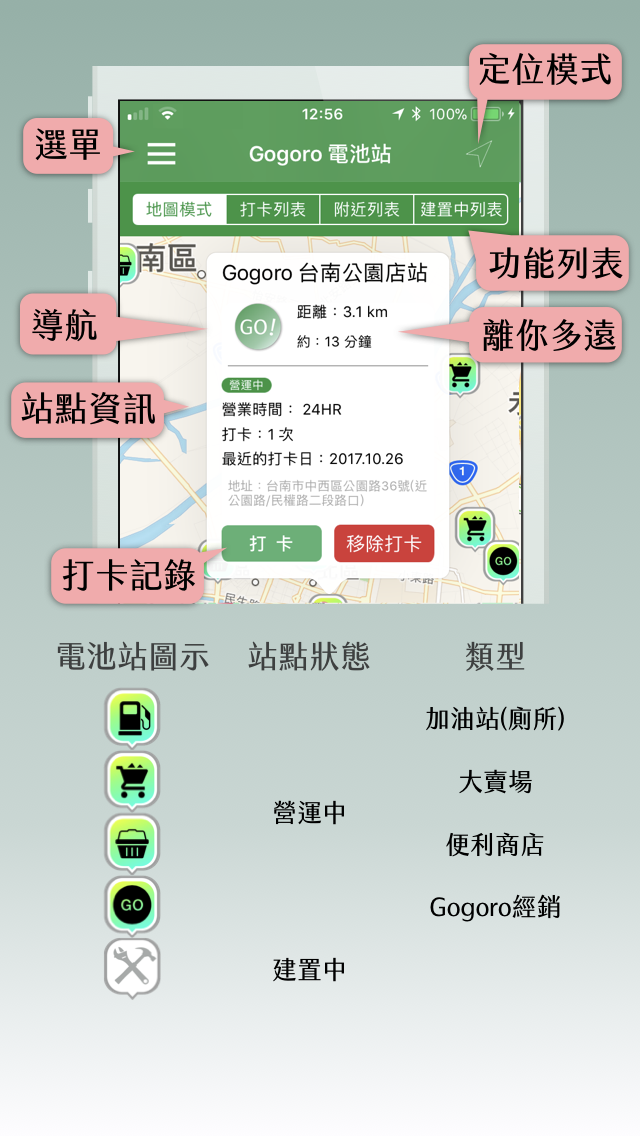 定位模式
12:56
100%
選單
Gogoro 電池站
地圖模式
打卡列表
附近列表
建置中列表
功能列表
南區
Gogoro 台南公園店站
導航
GO!
距離：3.1 km
約：13 分鐘
離你多遠
站點資訊
營運中
營業時間： 24HR
打卡：1 次
最近的打卡日：2017.10.26
1
地址：台南市中西區公園路36號(近
公園路/民權路二段路口)
打 卡
移除打卡
GO
打卡記錄
電池站圖示
站點狀態
類型
加油站(廁所)
大賣場
營運中
便利商店
GO
Gogoro經銷
建置中